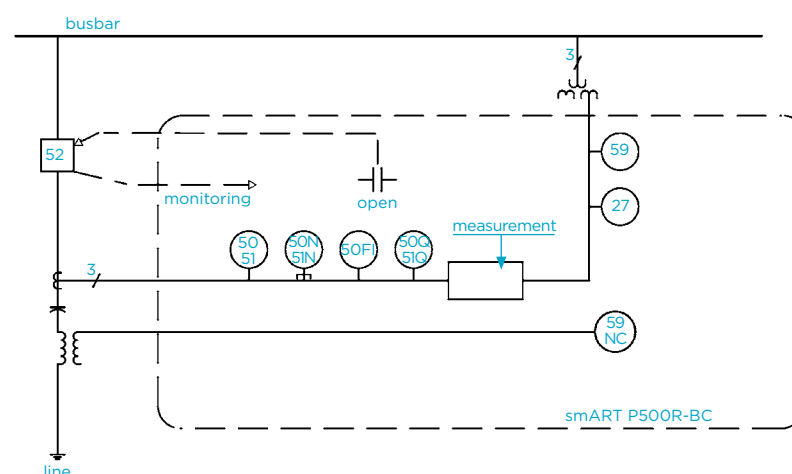 busbar
3
52
59
monitoring
open
27
measurement
50
51
50N
51N
50FI
50Q
51Q
3
59
NC
smART P500R-BC
line